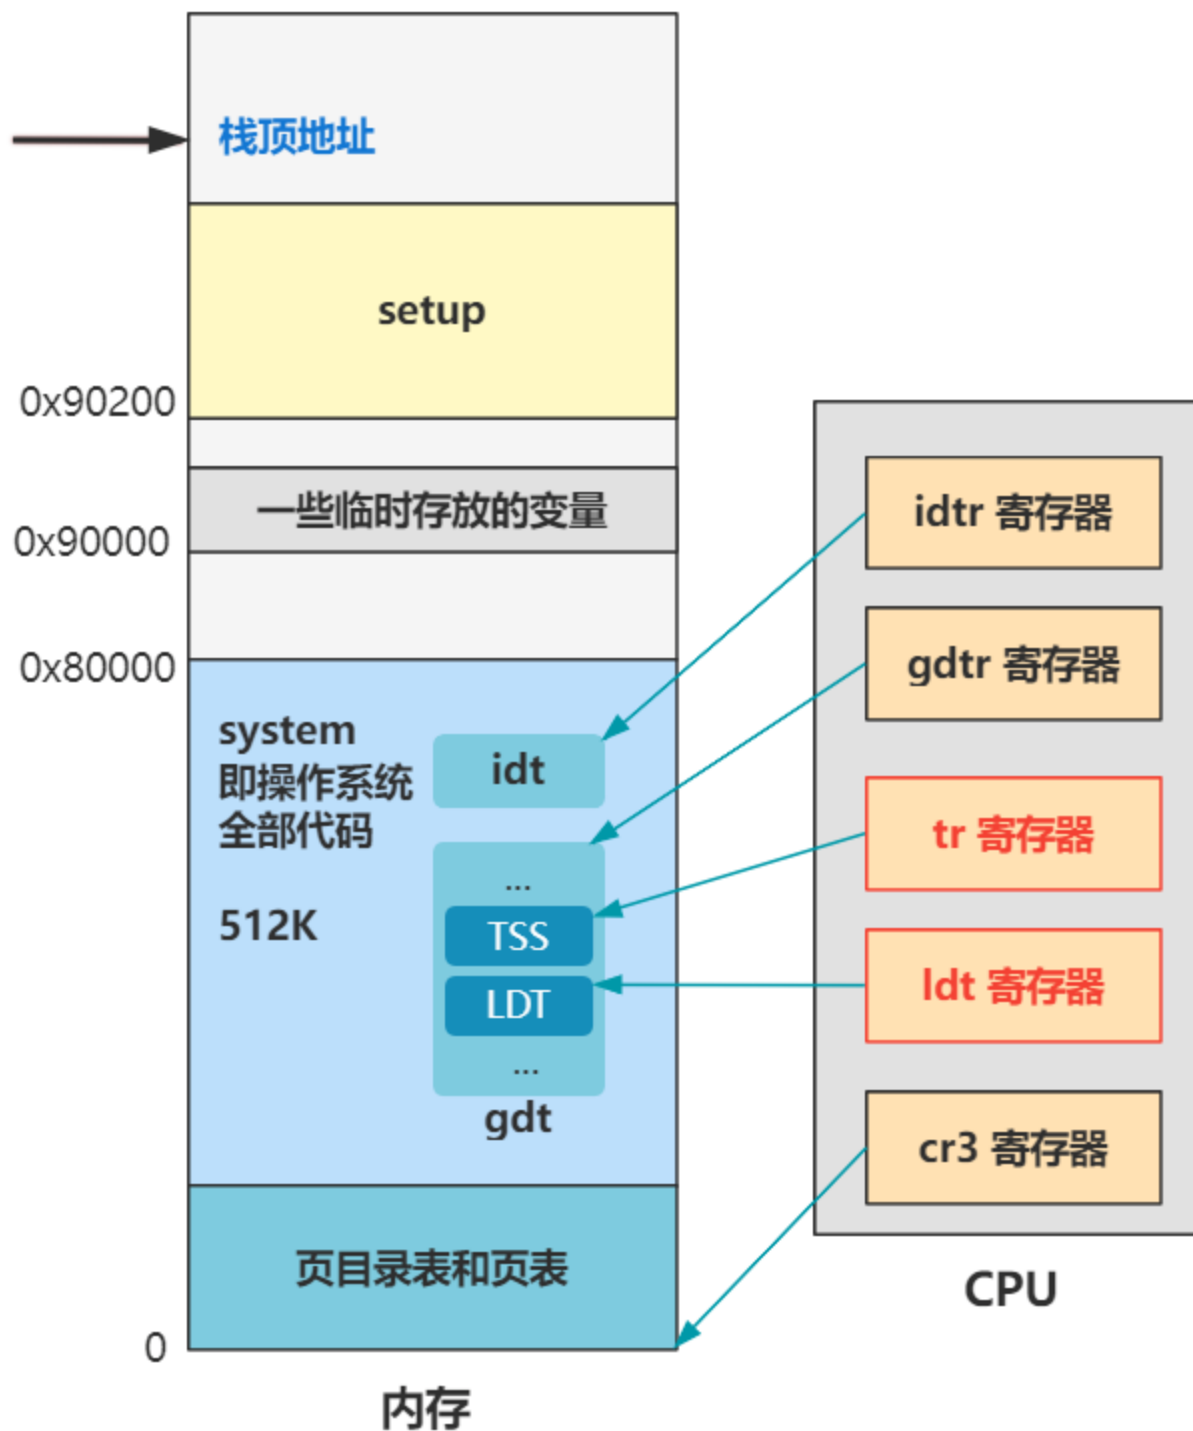 栈顶地址
setup
0x90200
一些临时存放的变量
0x90000
0x80000
system
即操作系统
全部代码
512K
idt
...
TSS
LDT
...
gdt
页目录表和页表
0
内存
idtr 寄存器
gdtr 寄存器
tr 寄存器
ldt 寄存器
cr3 寄存器
CPU